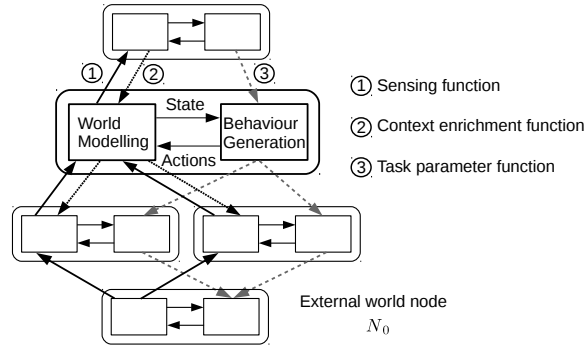 ① ② ③
① Sensing function
② Context enrichment function
③ Task parameter function
State
World Modelling
Behaviour Generation
Actions
External world node
N₀